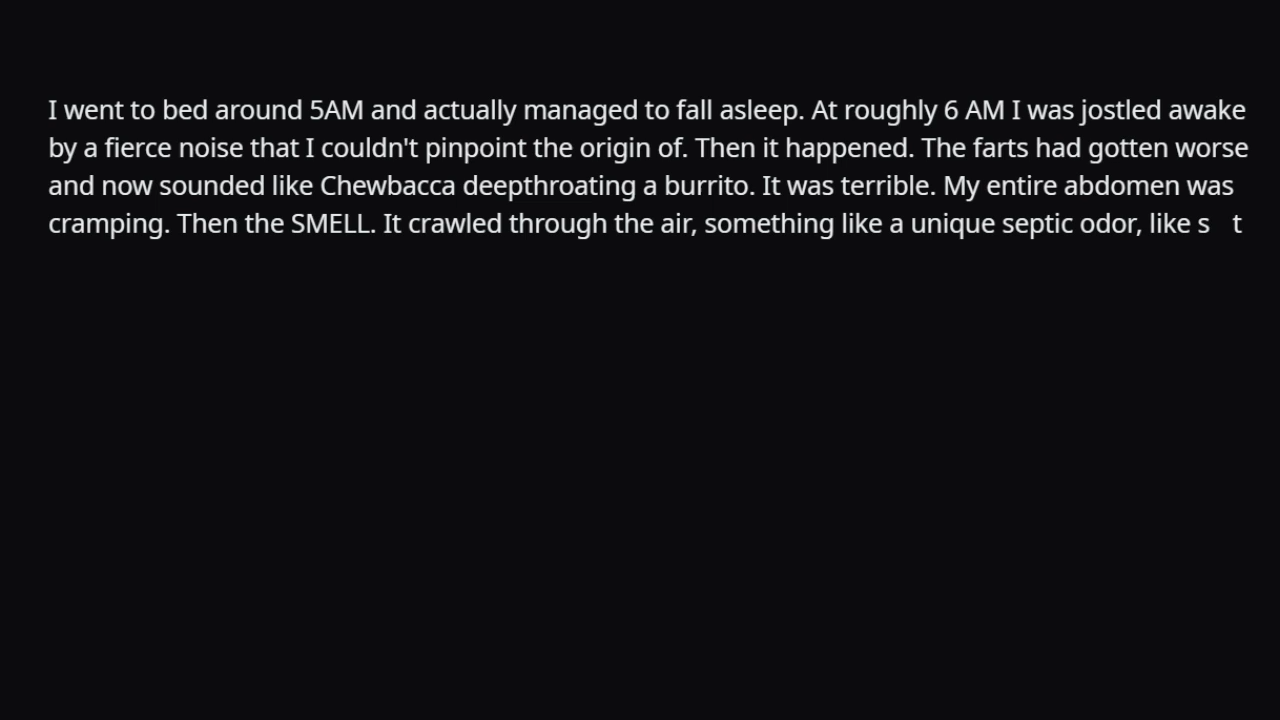 I went to bed around 5AM and actually managed to fall asleep. At roughly 6 AM I was jostled awake
by a fierce noise that I couldn't pinpoint the origin of. Then it happened. The farts had gotten worse
and now sounded like Chewbacca deepthroating a burrito. It was terrible. My entire abdomen was
cramping. Then the SMELL. It crawled through the air, something like a unique septic odor, like s t